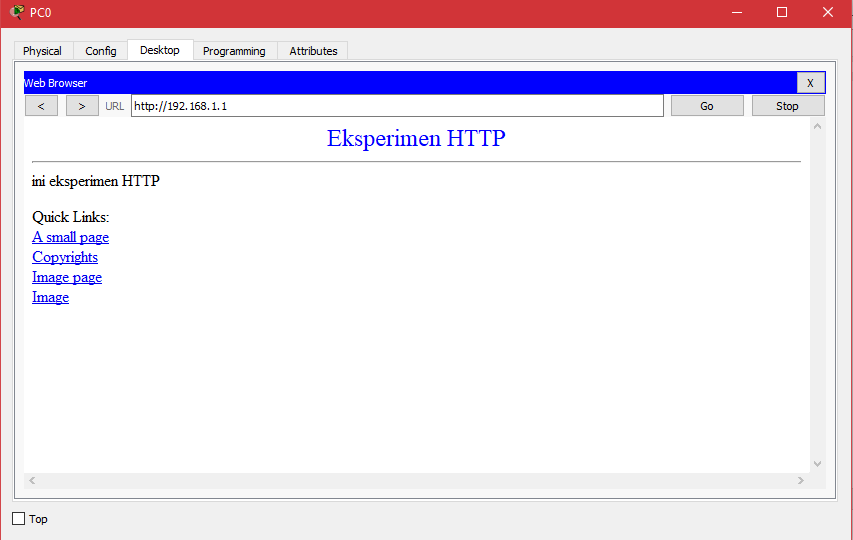 PC0
Physical Config Desktop Programming Attributes
Web Browser X
< > URL http://192.168.1.1 Go Stop
Eksperimen HTTP
ini eksperimen HTTP
Quick Links:
A small page
Copyrights
Image page
Image
Top